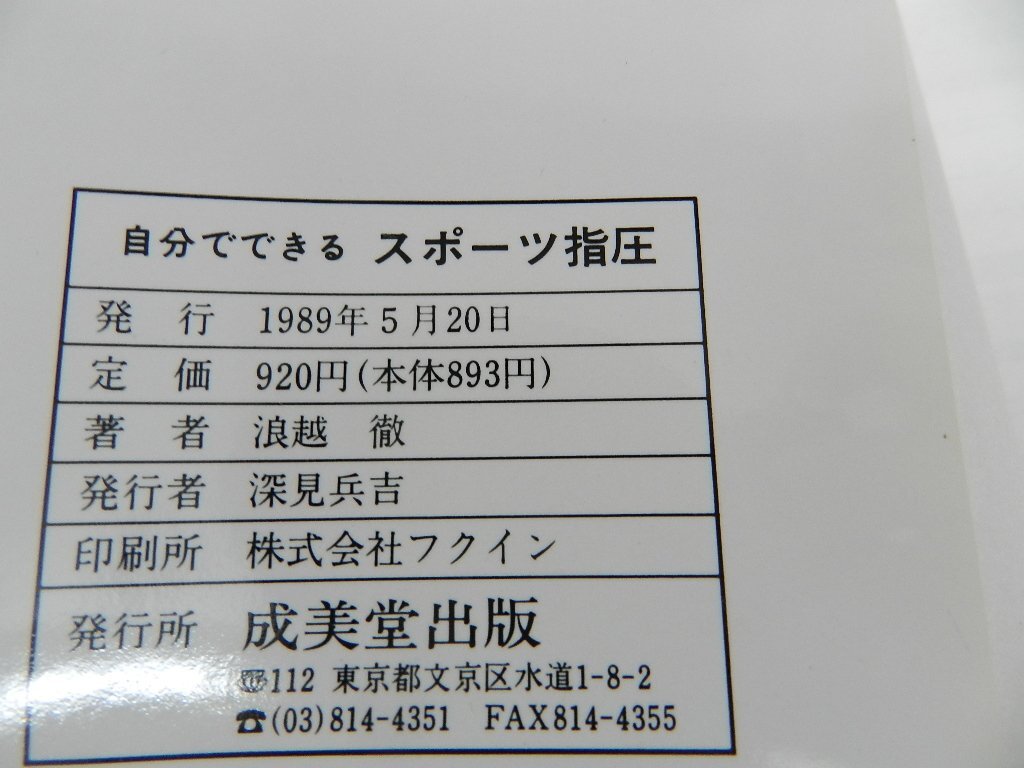 自分でできる スポーツ指圧
発 行 1989年5月20日
定 価 920円(本体893円)
著 者 浪越 徹
発行者 深見兵吉
印刷所 株式会社フクイン
発行所 成美堂出版
〠112 東京都文京区水道1-8-2
☎(03)814-4351 FAX814-4355